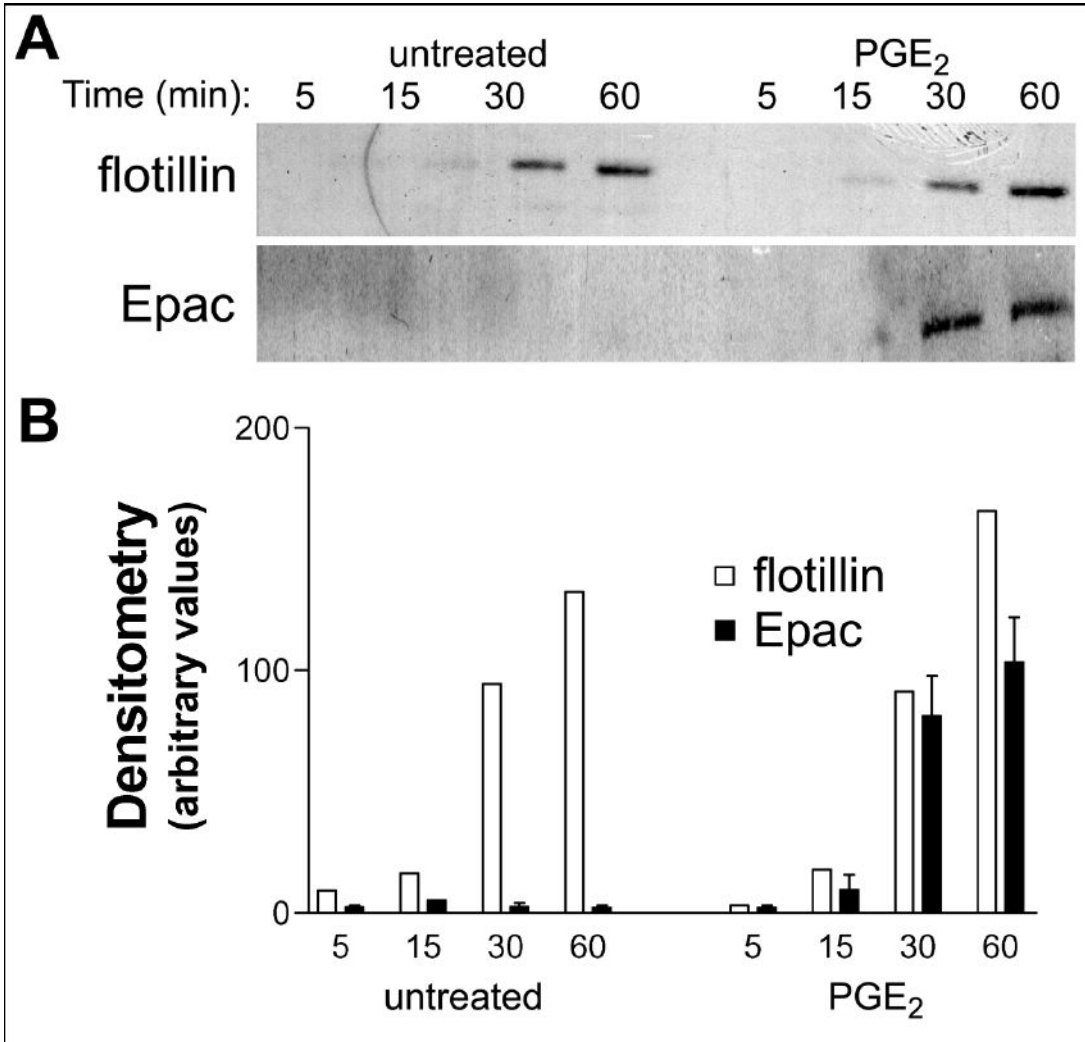 A
untreated PGE₂
Time (min): 5 15 30 60 5 15 30 60
flotillin
Epac
B
200
100
0
Densitometry
(arbitrary values)
flotillin
Epac
5 15 30 60 5 15 30 60
untreated PGE₂